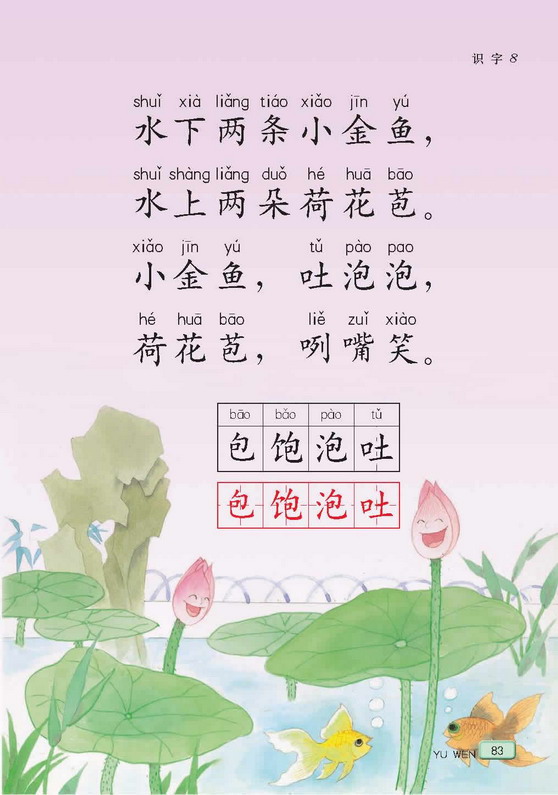 识字8
shuǐ xià liǎng tiáo xiǎo jīn yú
水下两条小金鱼，
shuǐ shàng liǎng duǒ hé huā bāo
水上两朵荷花苞。
xiǎo jīn yú tǔ pào pao
小金鱼，吐泡泡，
hé huā bāo liě zuǐ xiào
荷花苞，咧嘴笑。
bāo bǎo pào tǔ
包饱泡吐
包饱泡吐
YU WEN 83